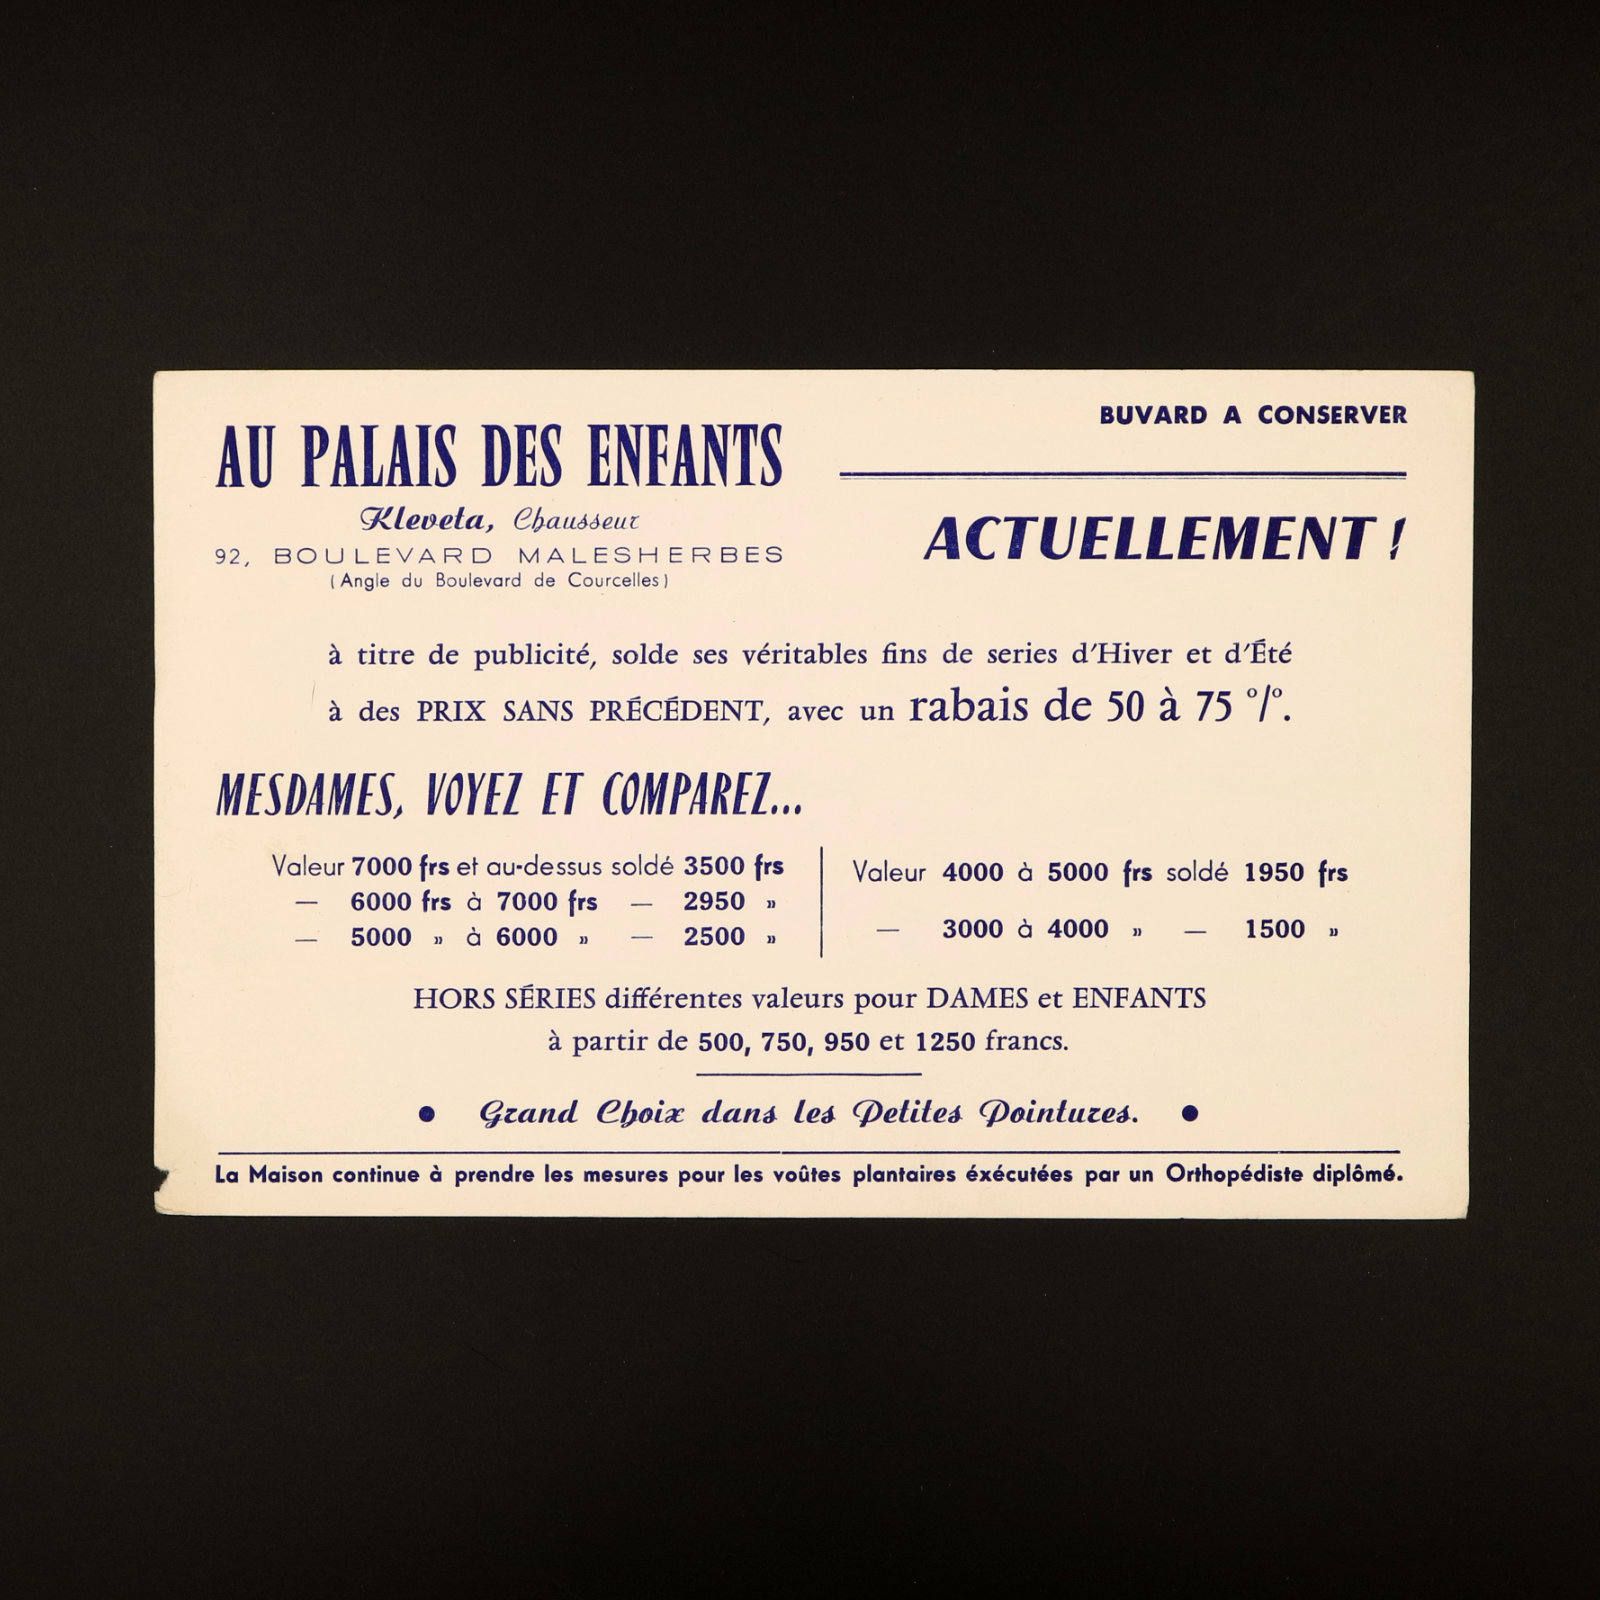 AU PALAIS DES ENFANTS
Kleveta, Chausseur
92, BOULEVARD MALESHERBES
(Angle du Boulevard de Courcelles)
BUVARD A CONSERVER
ACTUELLEMENT !
à titre de publicité, solde ses véritables fins de series d'Hiver et d'Été
à des PRIX SANS PRÉCÉDENT, avec un rabais de 50 à 75 °/°.
MESDAMES, VOYEZ ET COMPAREZ...
Valeur 7000 frs et au-dessus soldé 3500 frs
— 6000 frs à 7000 frs — 2950 »
— 5000 » à 6000 » — 2500 »
Valeur 4000 à 5000 frs soldé 1950 frs
— 3000 à 4000 » — 1500 »
HORS SÉRIES différentes valeurs pour DAMES et ENFANTS
à partir de 500, 750, 950 et 1250 francs.
• Grand Choix dans les Petites Pointures. •
La Maison continue à prendre les mesures pour les voûtes plantaires éxécutées par un Orthopédiste diplômé.